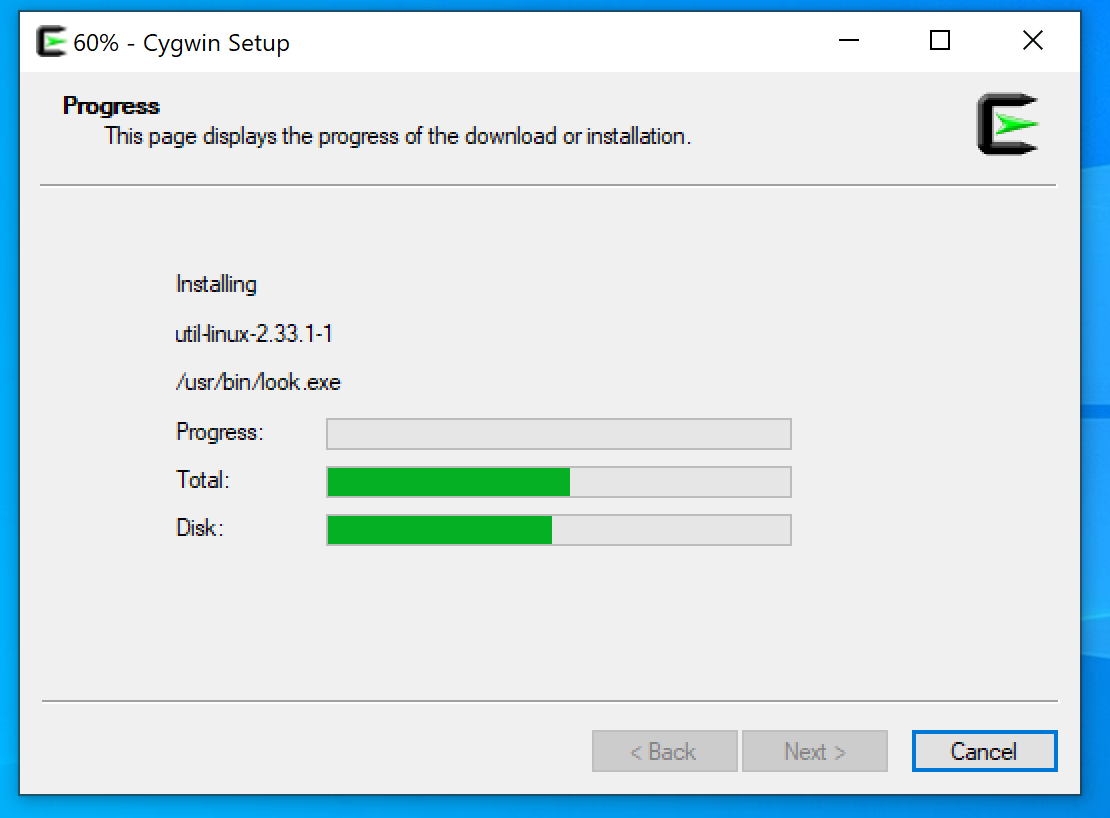 60% - Cygwin Setup
Progress
This page displays the progress of the download or installation.
Installing
util-linux-2.33.1-1
/usr/bin/look.exe
Progress:
Total:
Disk:
< Back
Next >
Cancel